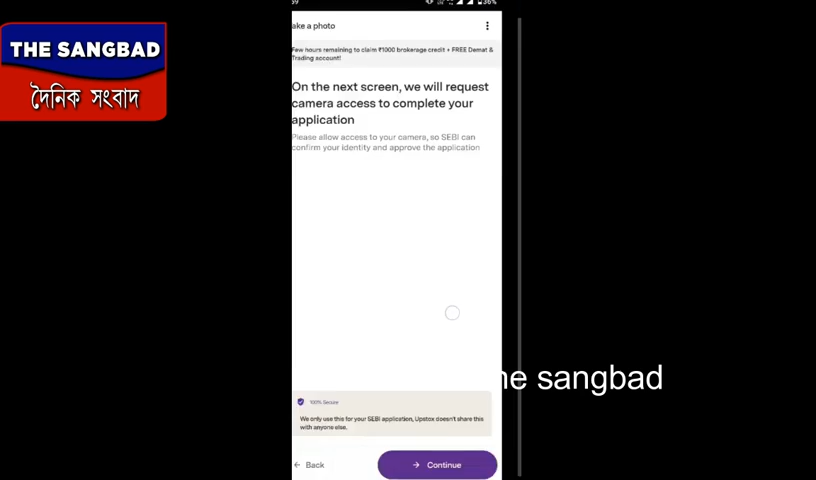 THE SANGBAD
দৈনিক সংবাদ
36%
ake a photo
Few hours remaining to claim ₹1000 brokerage credit + FREE Demat &
Trading account!
On the next screen, we will request
camera access to complete your
application
Please allow access to your camera, so SEBI can
confirm your identity and approve the application
he sangbad
100% Secure
We only use this for your SEBI application, Upstox doesn't share this
with anyone else.
← Back
→ Continue